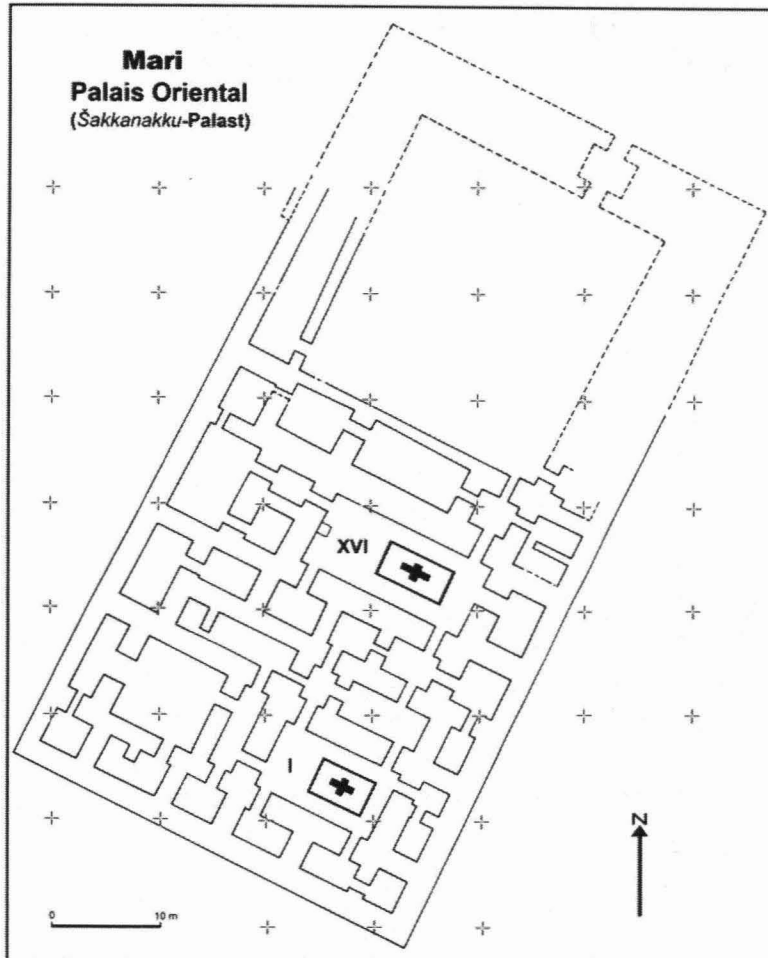 Mari
Palais Oriental
(Šakkanakku-Palast)
XVI
I
N
0 10 m